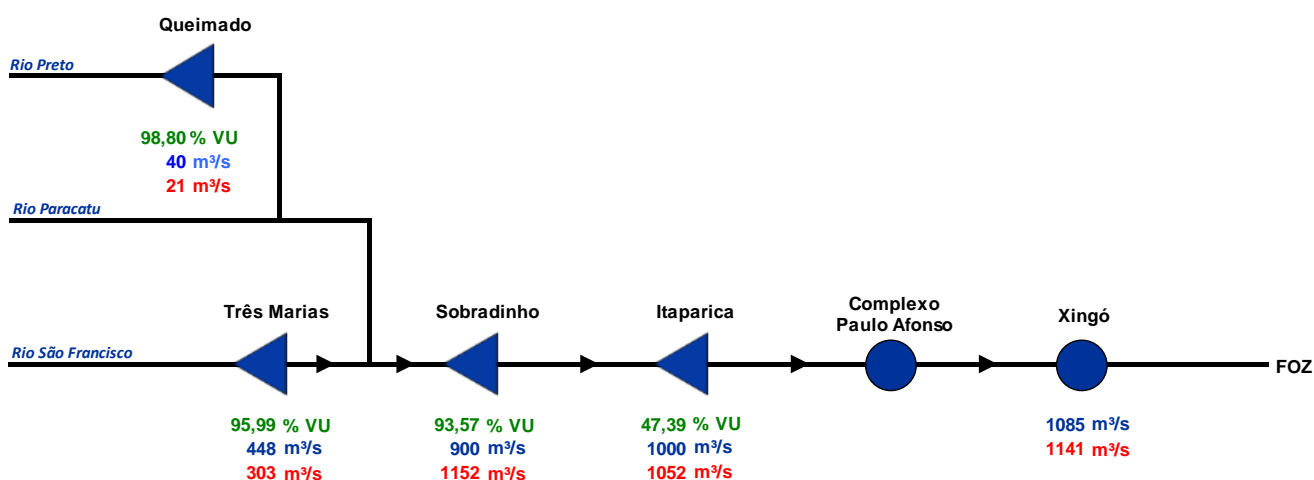 Queimado
Rio Preto
98,80 % VU
40 m³/s
21 m³/s
Rio Paracatu
Três Marias
Sobradinho
Itaparica
Complexo
Paulo Afonso
Xingó
Rio São Francisco
FOZ
95,99 % VU
448 m³/s
303 m³/s
93,57 % VU
900 m³/s
1152 m³/s
47,39 % VU
1000 m³/s
1052 m³/s
1085 m³/s
1141 m³/s